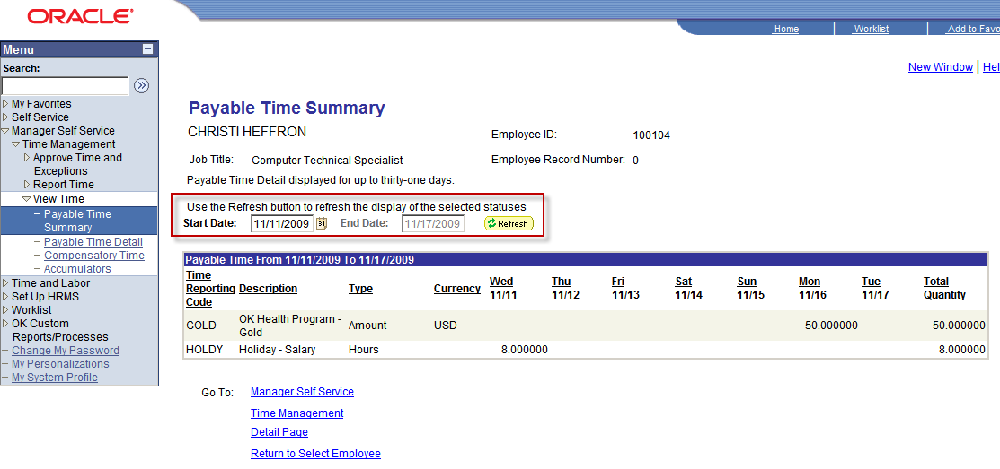 ORACLE
Home Worklist Add to Favo
New Window Hel
Menu
Search:
My Favorites
Self Service
Manager Self Service
Time Management
Approve Time and
Exceptions
Report Time
View Time
Payable Time
Summary
Payable Time Detail
Compensatory Time
Accumulators
Time and Labor
Set Up HRMS
Worklist
OK Custom
Reports/Processes
Change My Password
My Personalizations
My System Profile
Payable Time Summary
CHRISTI HEFFRON
Employee ID: 100104
Job Title: Computer Technical Specialist
Employee Record Number: 0
Payable Time Detail displayed for up to thirty-one days.
Use the Refresh button to refresh the display of the selected statuses
Start Date: 11/11/2009 31 End Date: 11/17/2009 Refresh
Payable Time From 11/11/2009 To 11/17/2009
Time Reporting Code Description Type Currency Wed 11/11 Thu 11/12 Fri 11/13 Sat 11/14 Sun 11/15 Mon 11/16 Tue 11/17 Total Quantity
GOLD OK Health Program - Gold Amount USD 50.000000 50.000000
HOLDY Holiday - Salary Hours 8.000000 8.000000
Go To: Manager Self Service
Time Management
Detail Page
Return to Select Employee